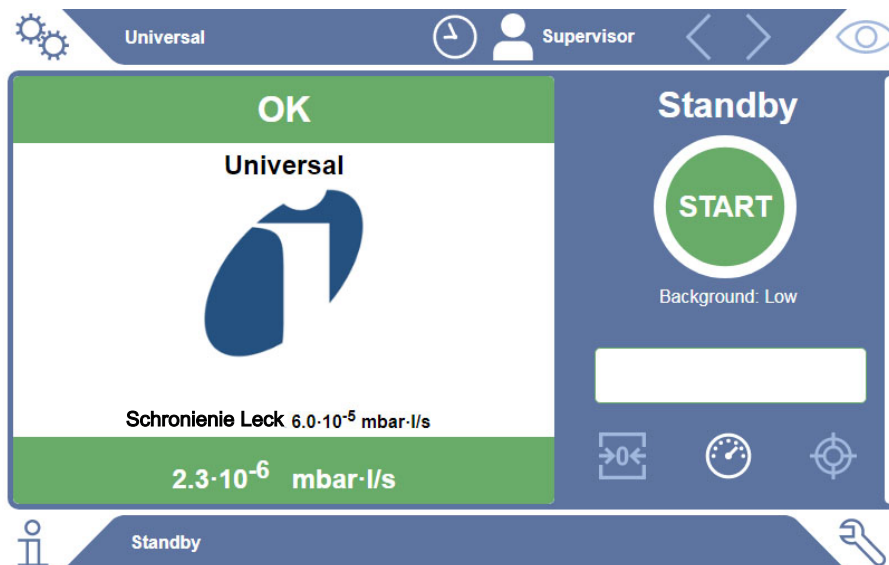 Universal
Supervisor
OK
Universal
Schronienie Leck 6.0·10⁻⁵ mbar·l/s
2.3·10⁻⁶ mbar·l/s
Standby
START
Background: Low
→0←
Standby